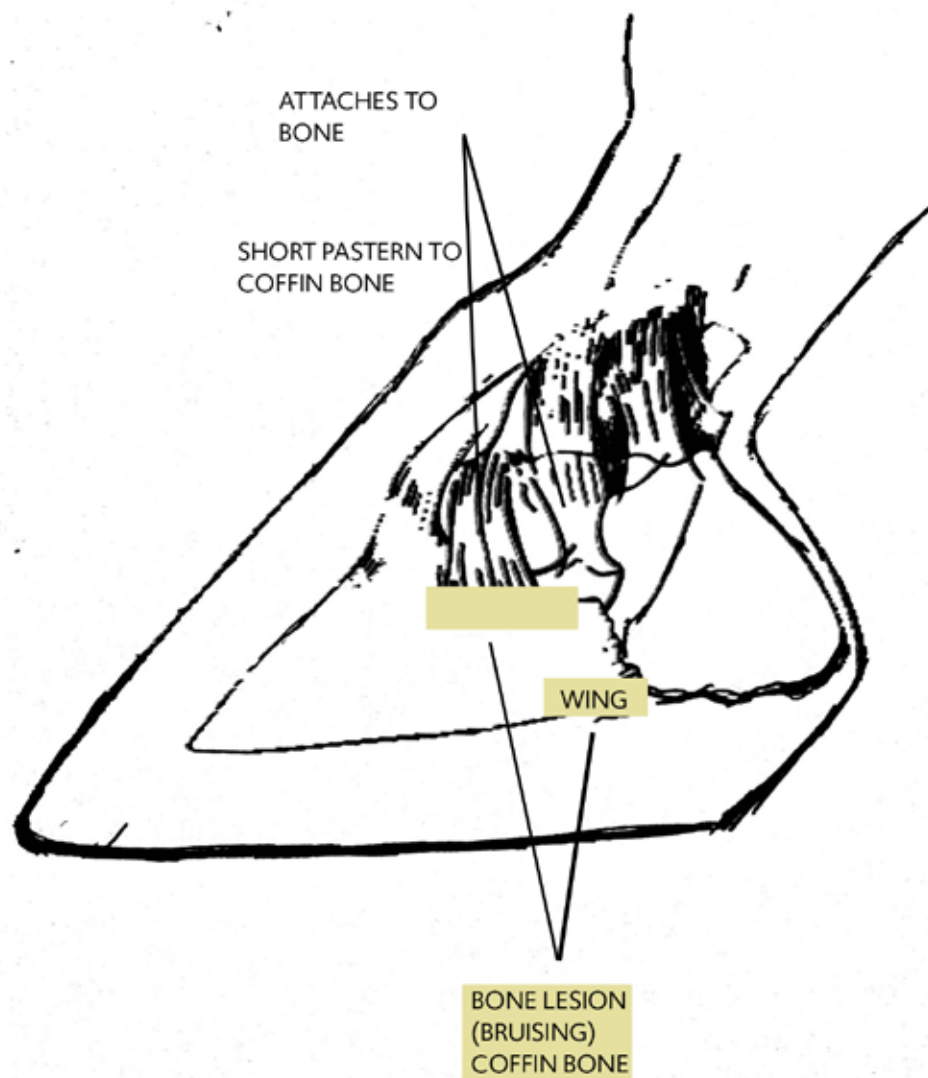 ATTACHES TO
BONE
SHORT PASTERN TO
COFFIN BONE
WING
BONE LESION
(BRUISING)
COFFIN BONE